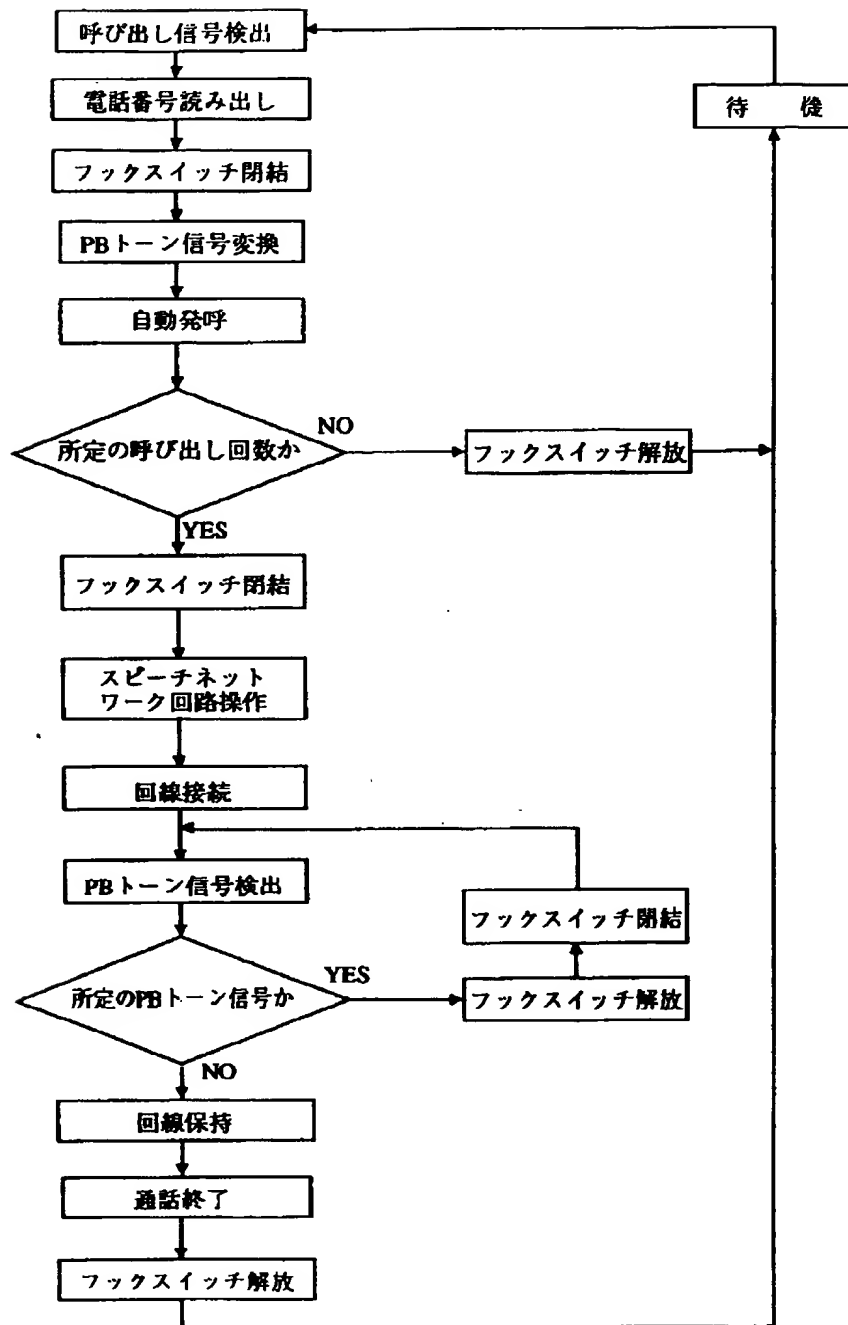 呼び出し信号検出
電話番号読み出し
待 機
フックスイッチ閉結
PBトーン信号変換
自動発呼
所定の呼び出し回数か
NO
フックスイッチ解放
YES
フックスイッチ閉結
スピーチネット
ワーク回路操作
回線接続
PBトーン信号検出
フックスイッチ閉結
所定のPBトーン信号か
YES
フックスイッチ解放
NO
回線保持
通話終了
フックスイッチ解放